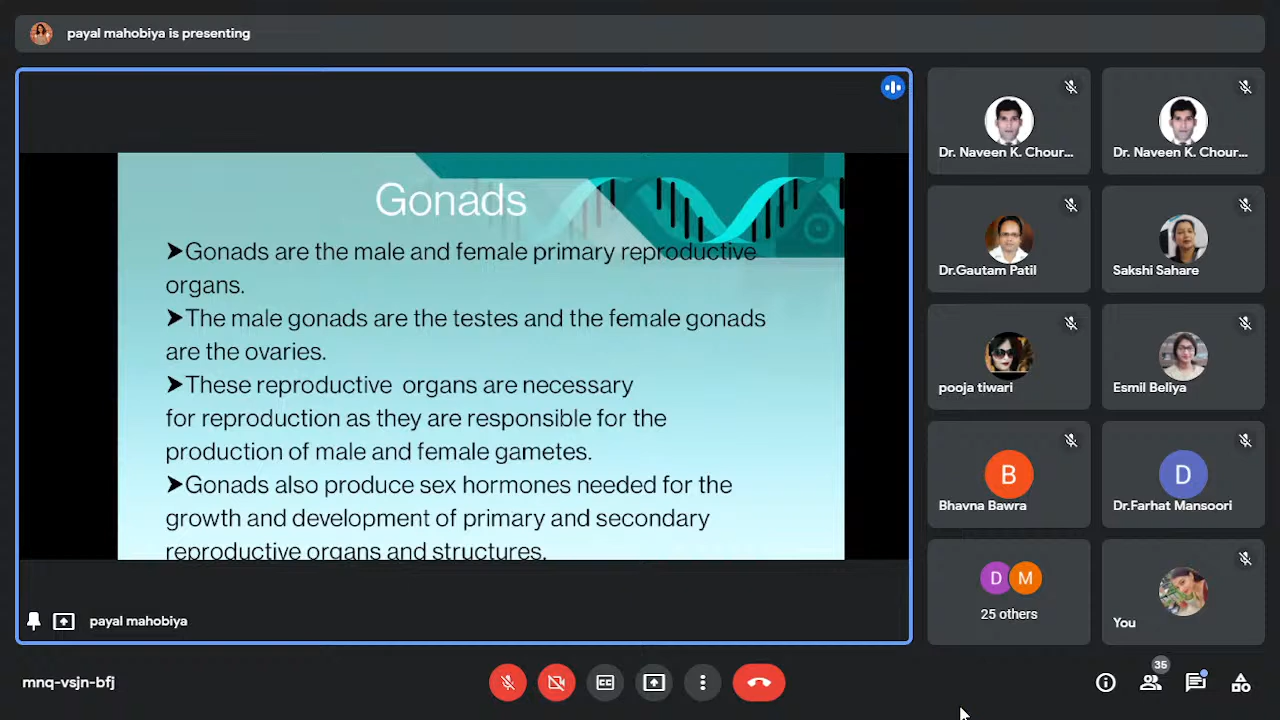 payal mahobiya is presenting
Gonads
➤Gonads are the male and female primary reproductive
organs.
➤The male gonads are the testes and the female gonads
are the ovaries.
➤These reproductive organs are necessary
for reproduction as they are responsible for the
production of male and female gametes.
➤Gonads also produce sex hormones needed for the
growth and development of primary and secondary
reproductive organs and structures.
payal mahobiya
Dr. Naveen K. Chour...
Dr. Naveen K. Chour...
Dr.Gautam Patil
Sakshi Sahare
pooja tiwari
Esmil Beliya
B
Bhavna Bawra
D
Dr.Farhat Mansoori
D M
25 others
You
mnq-vsjn-bfj
CC
35